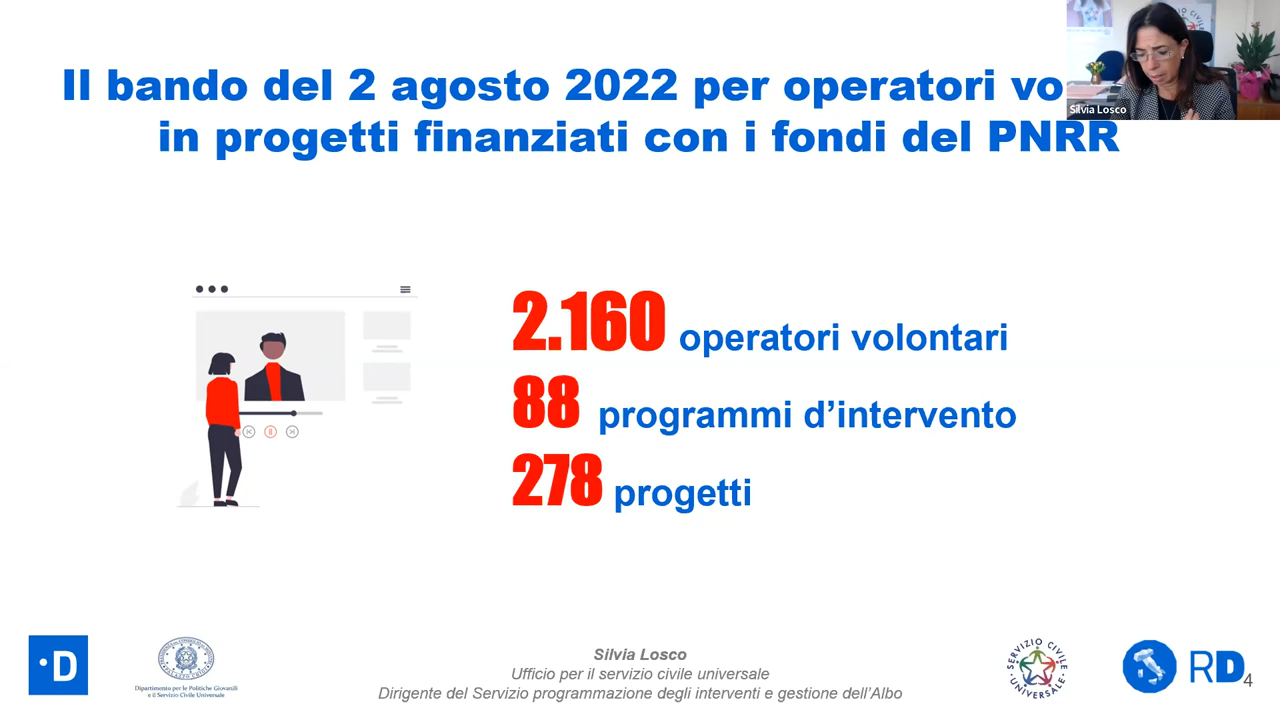 Il bando del 2 agosto 2022 per operatori vo
in progetti finanziati con i fondi del PNRR
Silvia Losco
2.160 operatori volontari
88 programmi d’intervento
278 progetti
Silvia Losco
Ufficio per il servizio civile universale
Dirigente del Servizio programmazione degli interventi e gestione dell’Albo
D
Dipartimento per le Politiche Giovanili
e il Servizio Civile Universale
SERVIZIO CIVILE
UNIVERSALE
RD
4